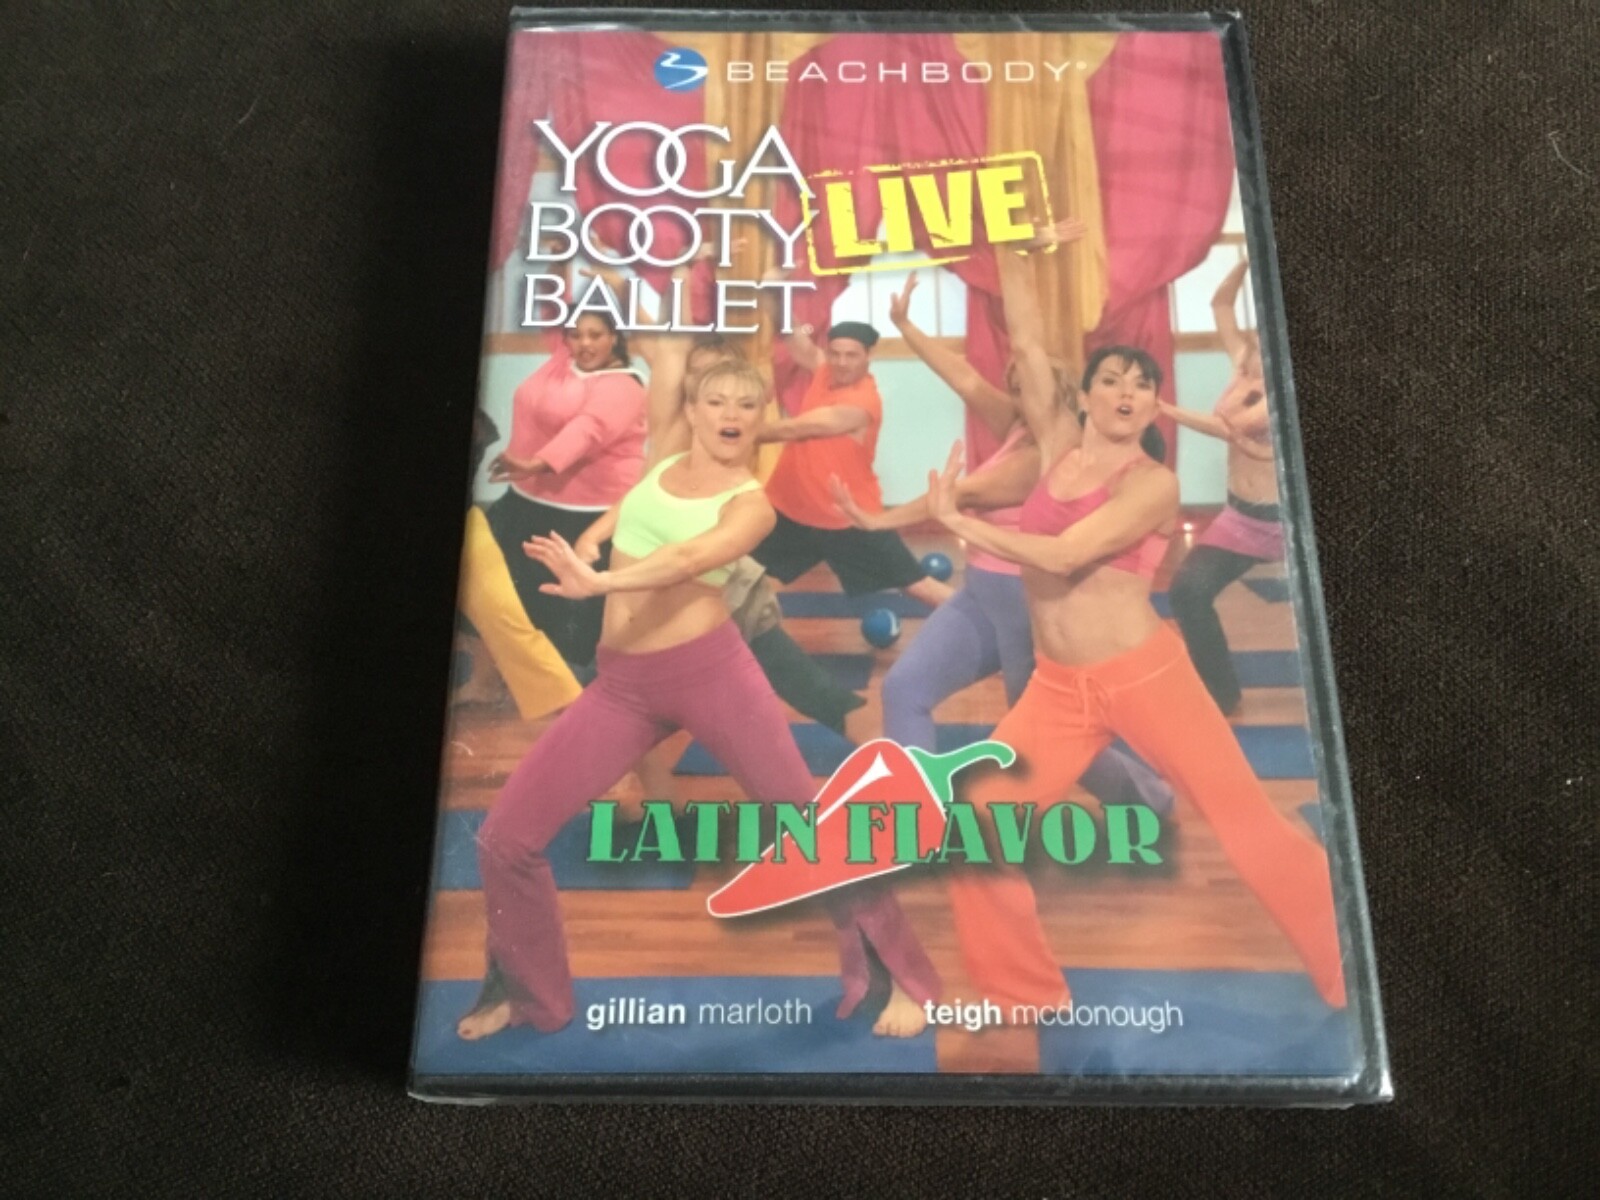 BEACHBODY®
YOGA
BOOTY
BALLET®
LIVE
LATIN FLAVOR
gillian marloth
teigh mcdonough